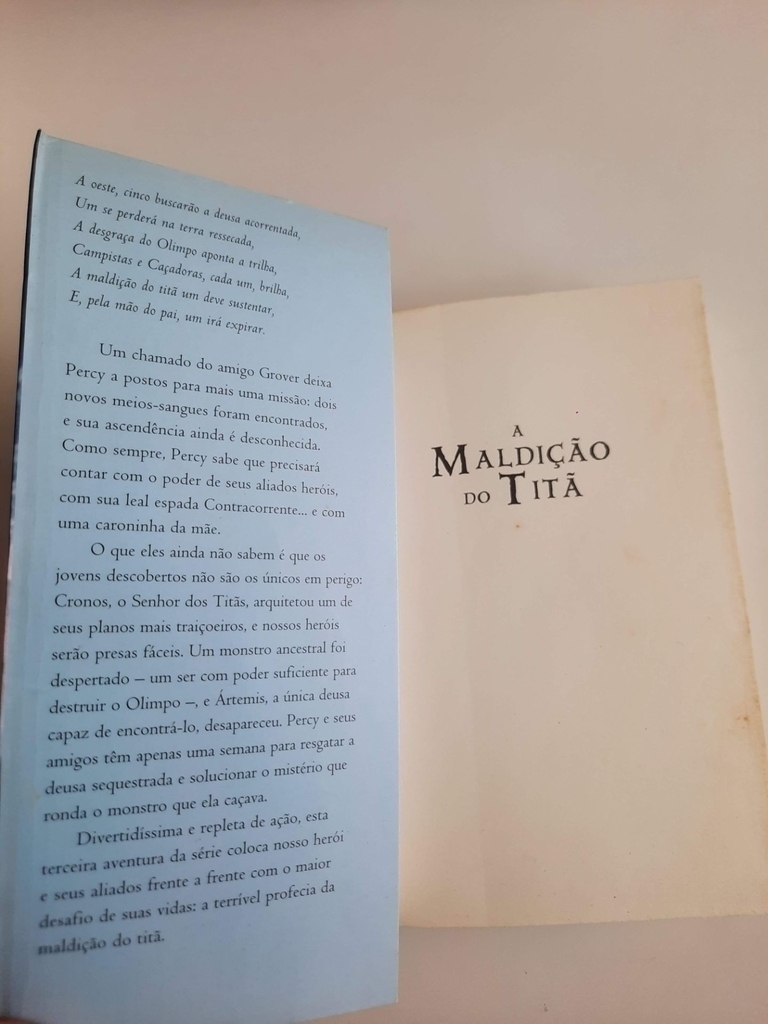 A oeste, cinco buscarão a deusa acorrentada,
Um se perderá na terra ressecada,
A desgraça do Olimpo aponta a trilha,
Campistas e Caçadoras, cada um, brilha,
A maldição do titã um deve sustentar,
E, pela mão do pai, um irá expirar.
Um chamado do amigo Grover deixa
Percy a postos para mais uma missão: dois
novos meios-sangues foram encontrados,
e sua ascendência ainda é desconhecida.
Como sempre, Percy sabe que precisará
contar com o poder de seus aliados heróis,
com sua leal espada Contracorrente... e com
uma caroninha da mãe.
O que eles ainda não sabem é que os
jovens descobertos não são os únicos em perigo:
Cronos, o Senhor dos Titãs, arquitetou um de
seus planos mais traiçoeiros, e nossos heróis
serão presas fáceis. Um monstro ancestral foi
despertado – um ser com poder suficiente para
destruir o Olimpo –, e Ártemis, a única deusa
capaz de encontrá-lo, desapareceu. Percy e seus
amigos têm apenas uma semana para resgatar a
deusa sequestrada e solucionar o mistério que
ronda o monstro que ela caçava.
Divertidíssima e repleta de ação, esta
terceira aventura da série coloca nosso herói
e seus aliados frente a frente com o maior
desafio de suas vidas: a terrível profecia da
maldição do titã.
A
MALDIÇÃO
DO TITÃ